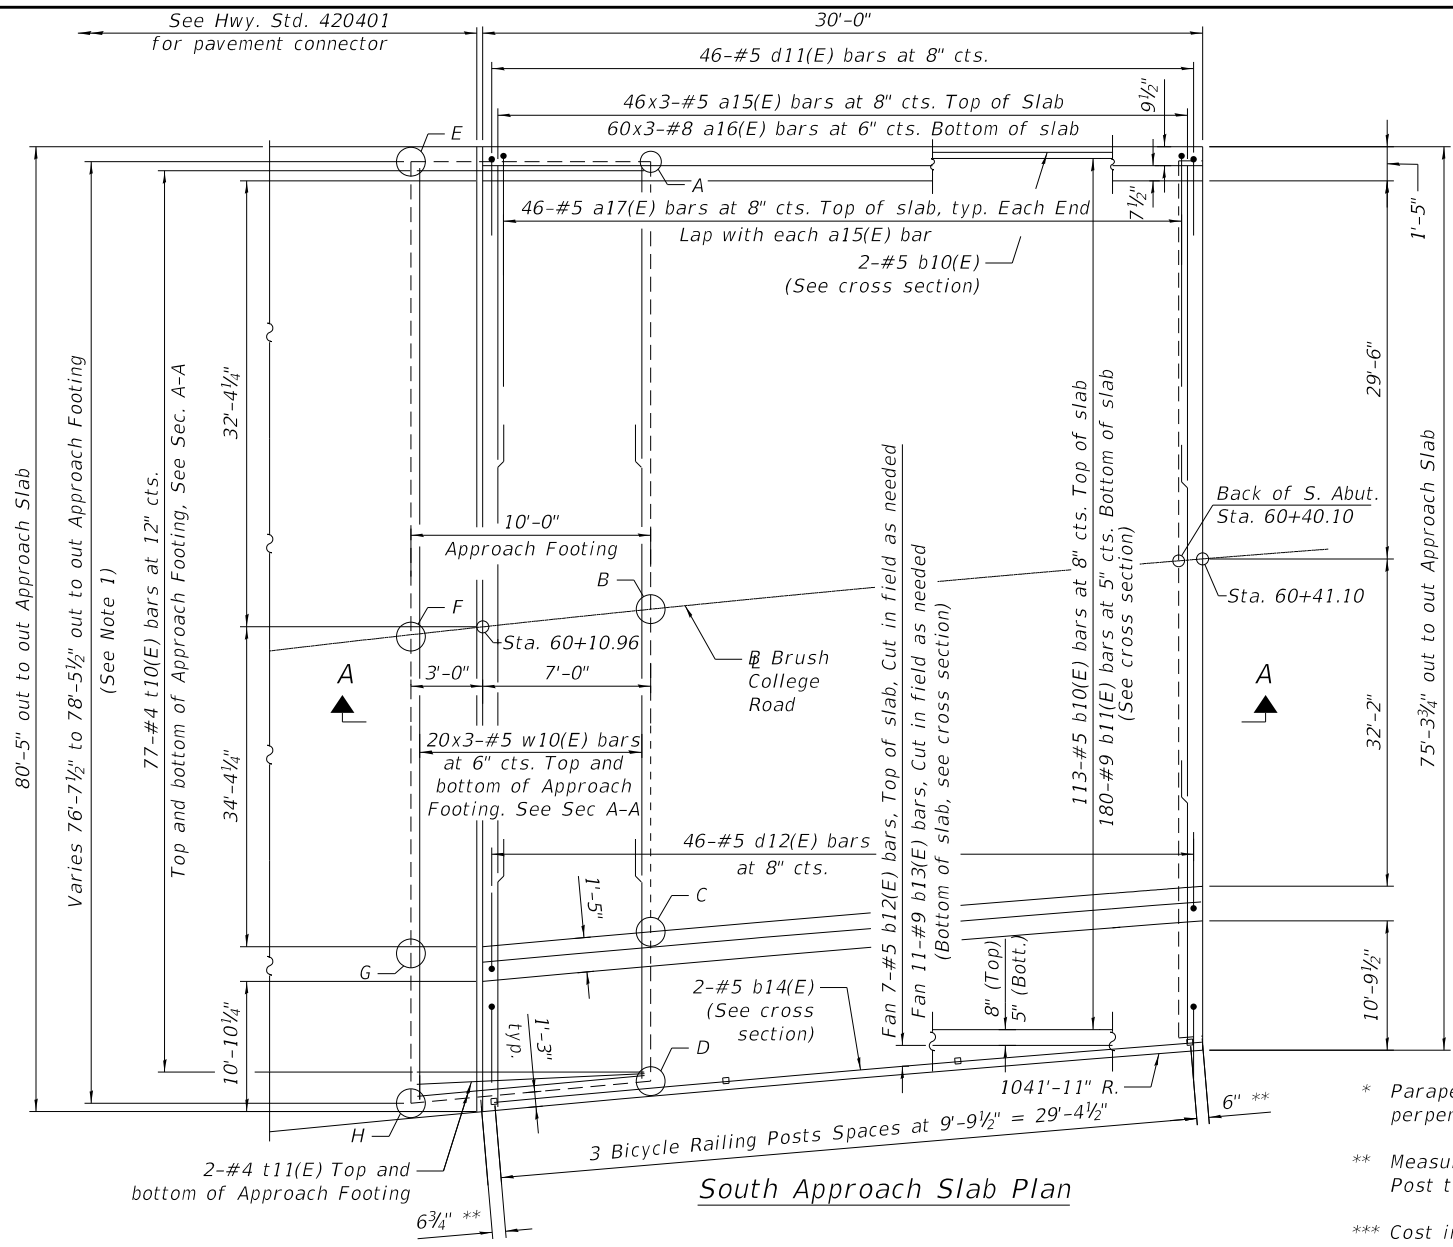 See Hwy. Std. 420401
for pavement connector
30'-0"
46-#5 d11(E) bars at 8" cts.
46x3-#5 a15(E) bars at 8" cts. Top of Slab
60x3-#8 a16(E) bars at 6" cts. Bottom of slab
9½"
E
A
46-#5 a17(E) bars at 8" cts. Top of slab, typ. Each End
Lap with each a15(E) bar
7½"
1'-5"
2-#5 b10(E)
(See cross section)
80'-5" out to out Approach Slab
Varies 76'-7½" to 78'-5½" out to out Approach Footing
(See Note 1)
77-#4 t10(E) bars at 12" cts.
Top and bottom of Approach Footing, See Sec. A-A
32'-4¼"
29'-6"
75'-3¾" out to out Approach Slab
Back of S. Abut.
Sta. 60+40.10
10'-0"
Approach Footing
B
F
Sta. 60+10.96
Sta. 60+41.10
3'-0"
7'-0"
℄ Brush
College
Road
A
A
34'-4¼"
32'-2"
20x3-#5 w10(E) bars
at 6" cts. Top and
bottom of Approach
Footing. See Sec A-A
Fan 7-#5 b12(E) bars, Top of slab, Cut in field as needed
Fan 11-#9 b13(E) bars, Cut in field as needed
(Bottom of slab, see cross section)
113-#5 b10(E) bars at 8" cts. Top of slab
180-#9 b11(E) bars at 5" cts. Bottom of slab
(See cross section)
46-#5 d12(E) bars
at 8" cts.
1'-5"
C
G
2-#5 b14(E)
(See cross
section)
8" (Top)
5" (Bott.)
10'-9½"
10'-10¼"
1'-3"
typ.
D
H
1041'-11" R.
6" **
3 Bicycle Railing Posts Spaces at 9'-9½" = 29'-4½"
2-#4 t11(E) Top and
bottom of Approach Footing
6¾" **
South Approach Slab Plan
* Parape
perper
** Measu
Post t
*** Cost i